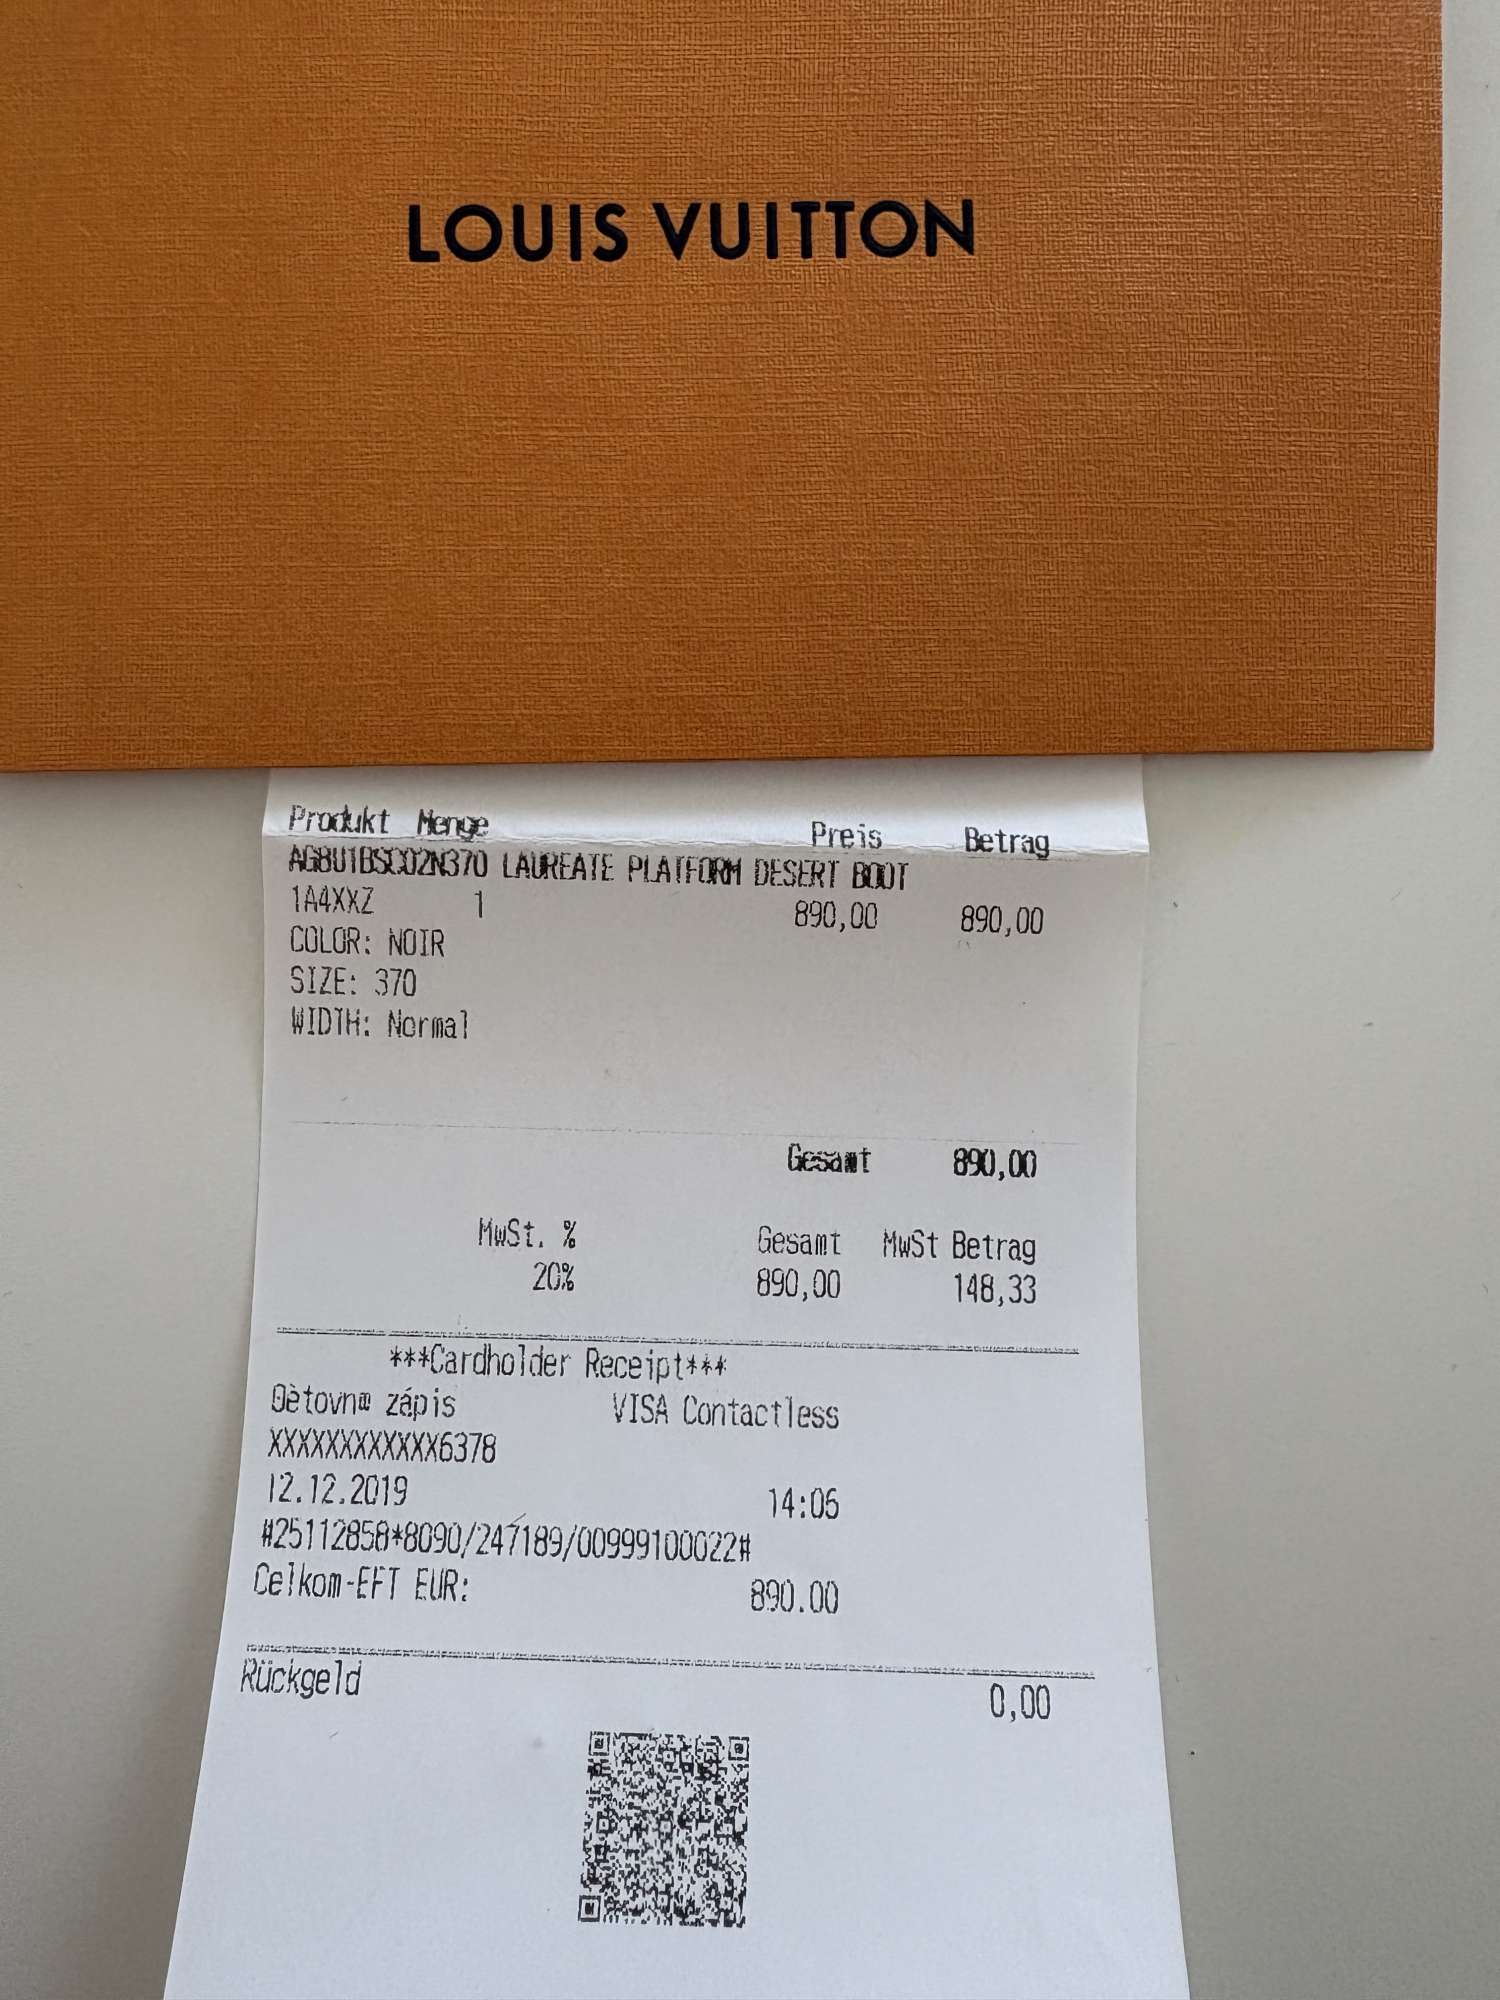 LOUIS VUITTON
Produkt Menge Preis Betrag
AGBU1BSC02N370 LAUREATE PLATFORM DESERT BOOT
1A4XXZ 1 890,00 890,00
COLOR: NOIR
SIZE: 370
WIDTH: Normal
Gesamt 890,00
MwSt. % Gesamt MwSt Betrag
20% 890,00 148,33
***Cardholder Receipt***
zápis VISA Contactless
XXXXXXXXXXXX6378
12.12.2019 14:06
#25112858*8090/247189/00999100022#
Celkom-EFT EUR: 890.00
Rückgeld 0,00